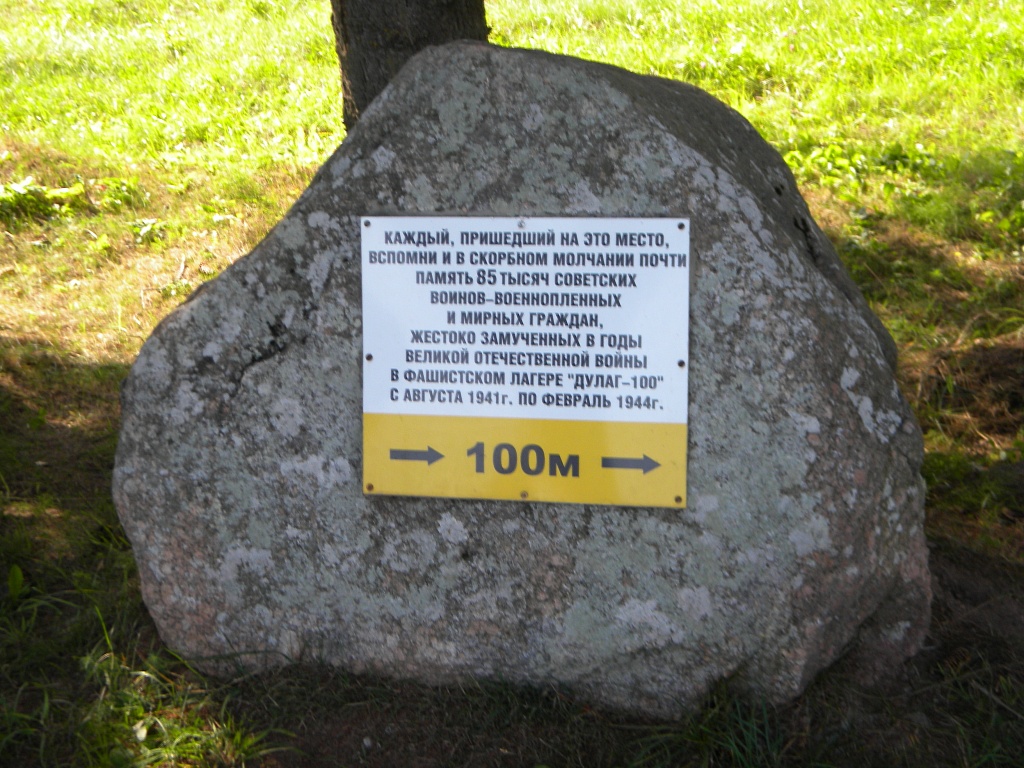 КАЖДЫЙ, ПРИШЕДШИЙ НА ЭТО МЕСТО,
ВСПОМНИ И В СКОРБНОМ МОЛЧАНИИ ПОЧТИ
ПАМЯТЬ 85 ТЫСЯЧ СОВЕТСКИХ
ВОИНОВ-ВОЕННОПЛЕННЫХ
И МИРНЫХ ГРАЖДАН,
ЖЕСТОКО ЗАМУЧЕННЫХ В ГОДЫ
ВЕЛИКОЙ ОТЕЧЕСТВЕННОЙ ВОЙНЫ
В ФАШИСТСКОМ ЛАГЕРЕ "ДУЛАГ-100"
С АВГУСТА 1941г. ПО ФЕВРАЛЬ 1944г.
→ 100м →